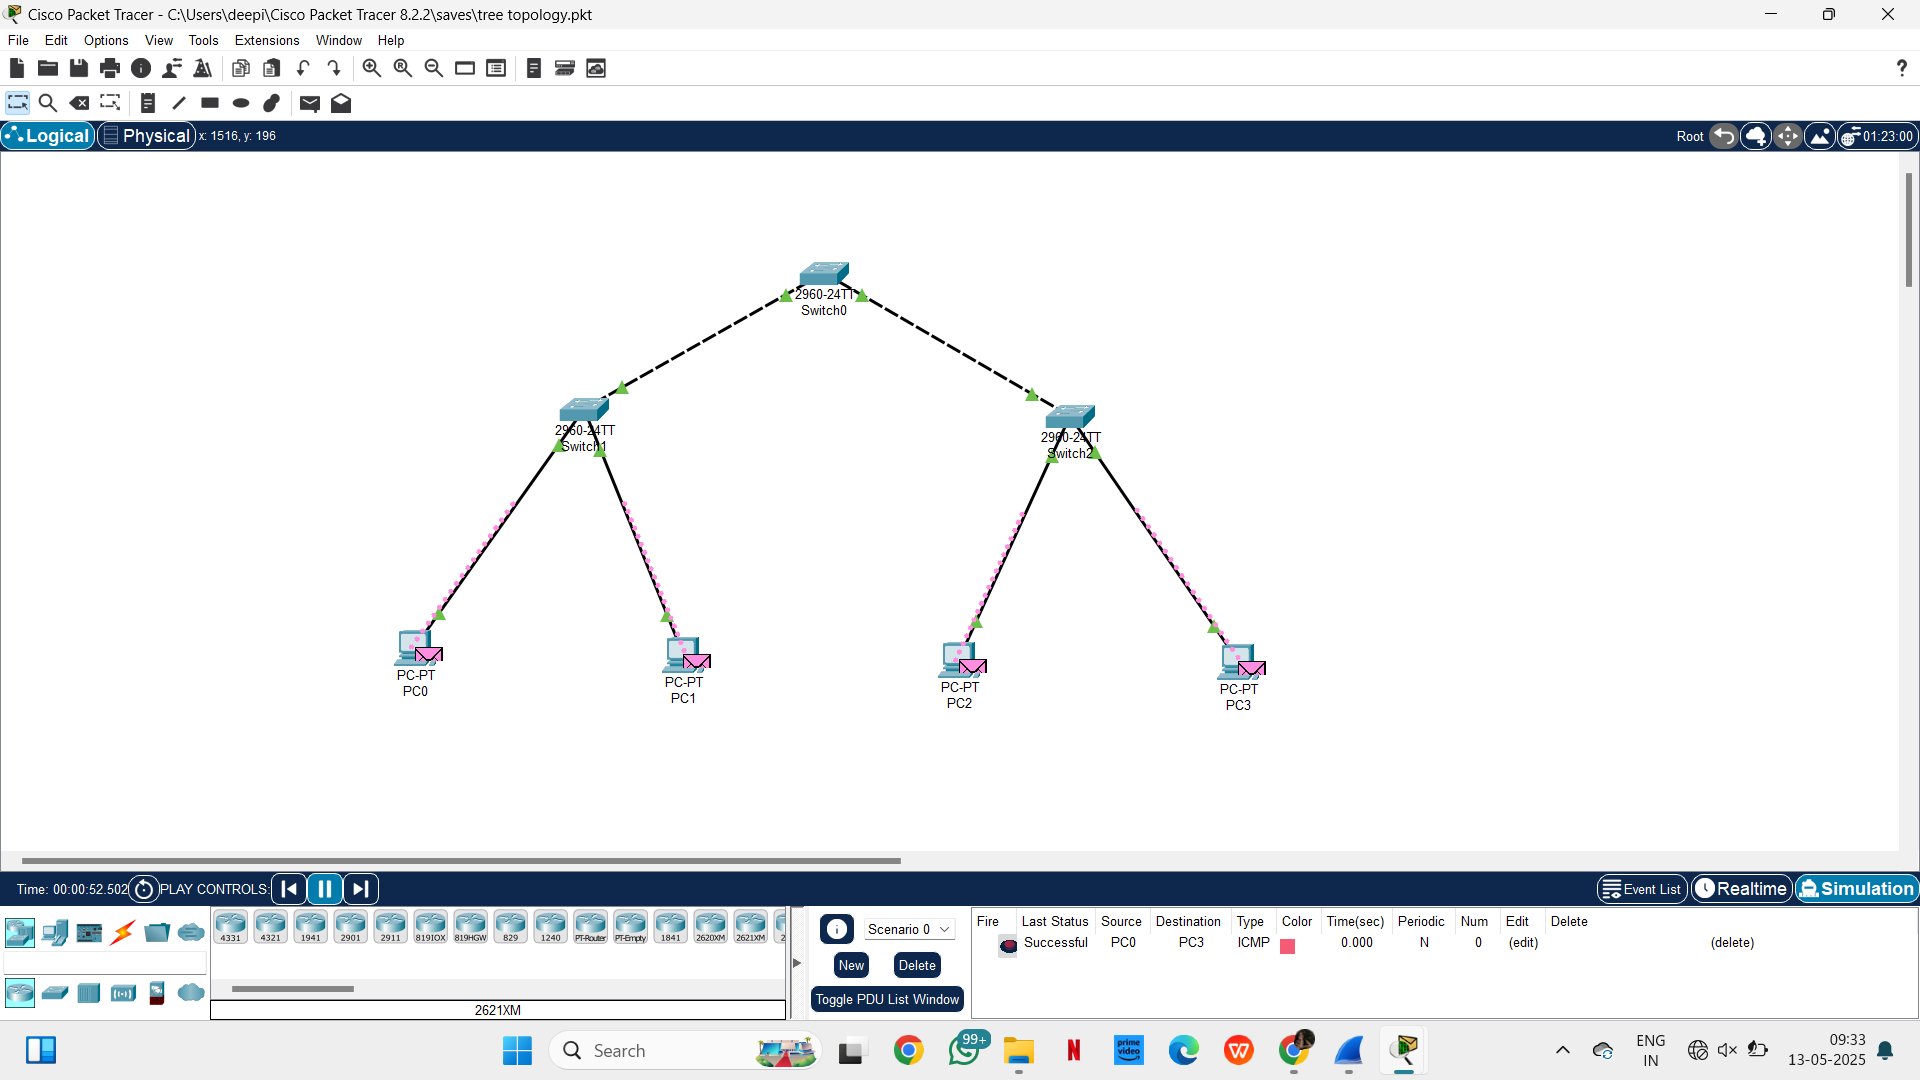 Cisco Packet Tracer - C:\Users\deepi\Cisco Packet Tracer 8.2.2\saves\tree topology.pkt
File Edit Options View Tools Extensions Window Help
?
Logical Physical x: 1516, y: 196 Root 01:23:00
2960-24TT
Switch0
2960-24TT
Switch1
2960-24TT
Switch2
PC-PT
PC0
PC-PT
PC1
PC-PT
PC2
PC-PT
PC3
Time: 00:00:52.502 PLAY CONTROLS: Event List Realtime Simulation
4331 4321 1941 2901 2911 819IOX 819HGW 829 1240 PT-Router PT-Empty 1841 2620XM 2621XM 2
2621XM
Scenario 0
New Delete
Toggle PDU List Window
Fire Last Status Source Destination Type Color Time(sec) Periodic Num Edit Delete
Successful PC0 PC3 ICMP 0.000 N 0 (edit) (delete)
Search
99+
N
prime video
W
ENG
IN
09:33
13-05-2025